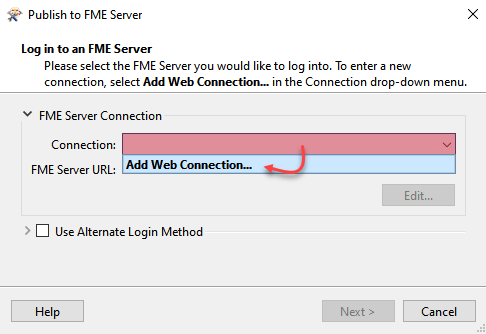 Publish to FME Server
Log in to an FME Server
Please select the FME Server you would like to log into. To enter a new
connection, select Add Web Connection... in the Connection drop-down menu.
FME Server Connection
Connection:
Add Web Connection...
FME Server URL:
Edit...
Use Alternate Login Method
Help
Next >
Cancel